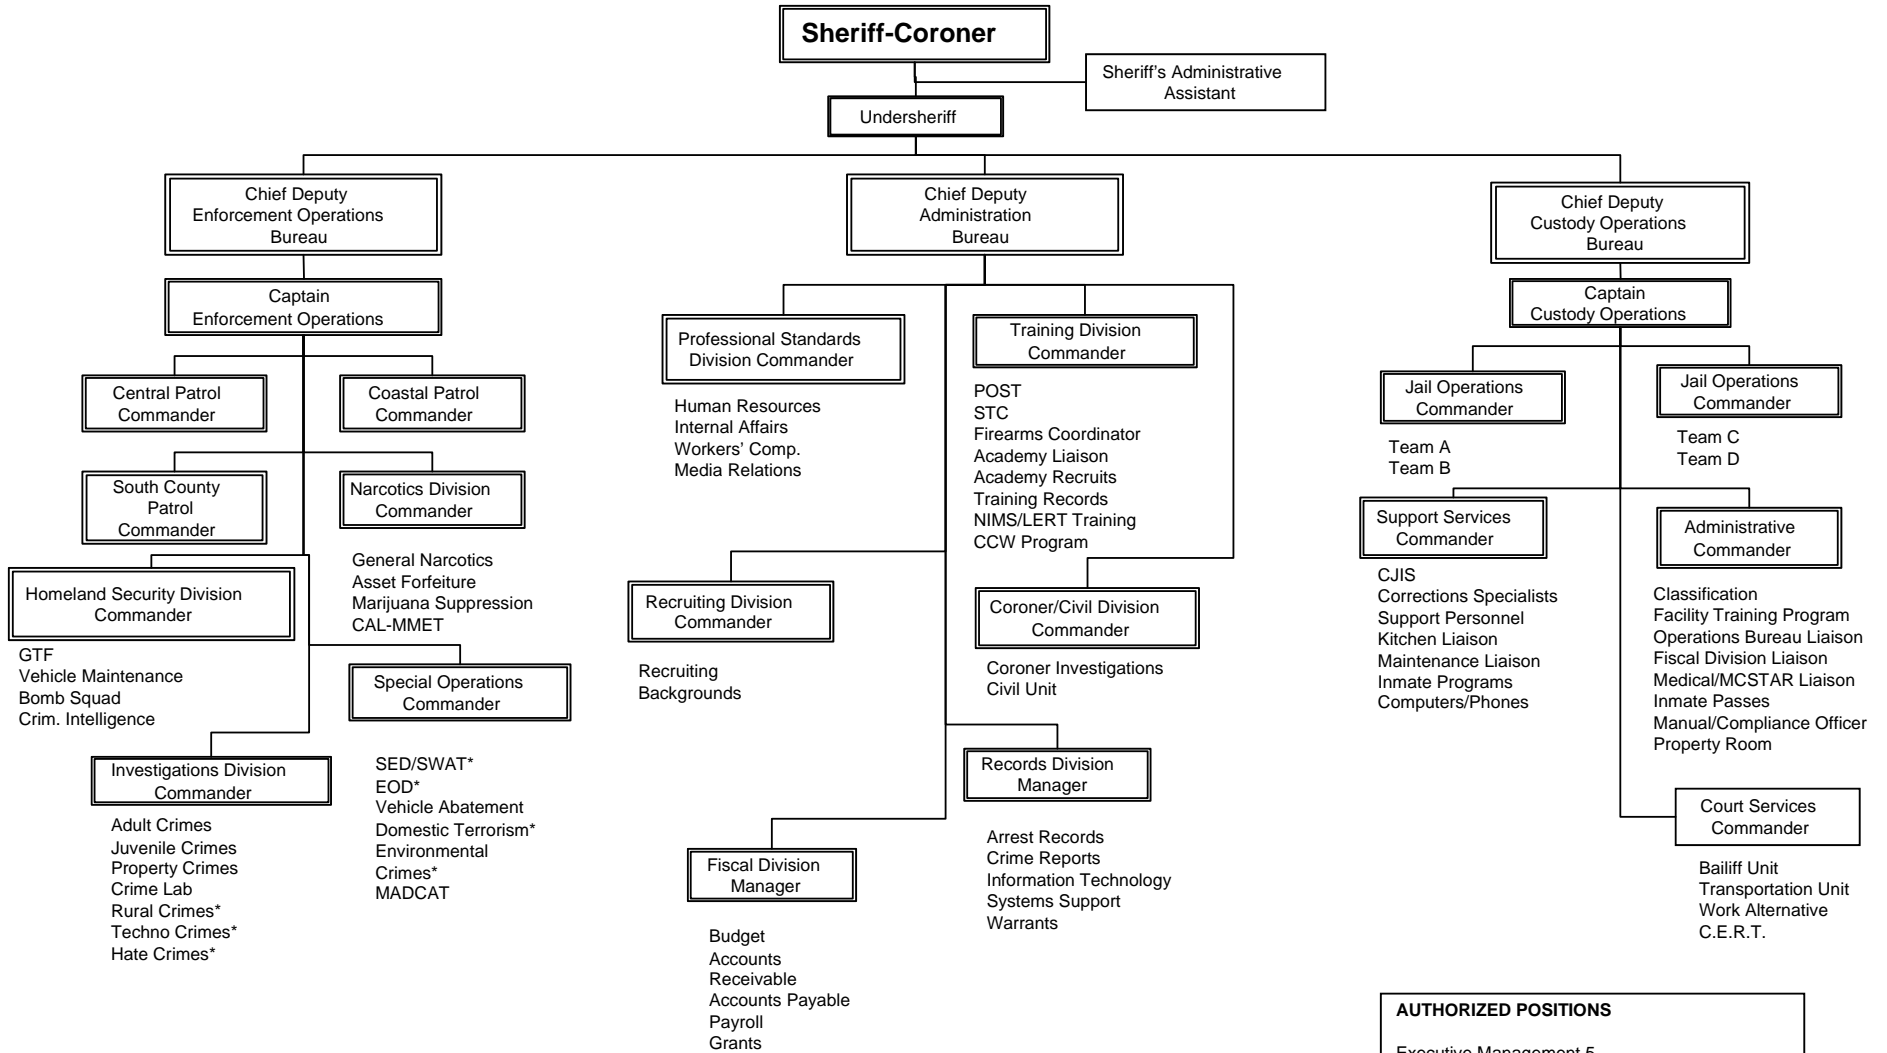 Sheriff-Coroner
Sheriff's Administrative
Assistant
Undersheriff
Chief Deputy
Enforcement Operations
Bureau
Captain
Enforcement Operations
Central Patrol
Commander
Coastal Patrol
Commander
South County
Patrol
Commander
Narcotics Division
Commander
General Narcotics
Asset Forfeiture
Marijuana Suppression
CAL-MMET
Homeland Security Division
Commander
GTF
Vehicle Maintenance
Bomb Squad
Crim. Intelligence
Special Operations
Commander
SED/SWAT*
EOD*
Vehicle Abatement
Domestic Terrorism*
Environmental
Crimes*
MADCAT
Investigations Division
Commander
Adult Crimes
Juvenile Crimes
Property Crimes
Crime Lab
Rural Crimes*
Techno Crimes*
Hate Crimes*
Chief Deputy
Administration
Bureau
Professional Standards
Division Commander
Human Resources
Internal Affairs
Workers' Comp.
Media Relations
Training Division
Commander
POST
STC
Firearms Coordinator
Academy Liaison
Academy Recruits
Training Records
NIMS/LERT Training
CCW Program
Recruiting Division
Commander
Recruiting
Backgrounds
Coroner/Civil Division
Commander
Coroner Investigations
Civil Unit
Records Division
Manager
Arrest Records
Crime Reports
Information Technology
Systems Support
Warrants
Fiscal Division
Manager
Budget
Accounts
Receivable
Accounts Payable
Payroll
Grants
Chief Deputy
Custody Operations
Bureau
Captain
Custody Operations
Jail Operations
Commander
Team A
Team B
Jail Operations
Commander
Team C
Team D
Support Services
Commander
CJIS
Corrections Specialists
Support Personnel
Kitchen Liaison
Maintenance Liaison
Inmate Programs
Computers/Phones
Administrative
Commander
Classification
Facility Training Program
Operations Bureau Liaison
Fiscal Division Liaison
Medical/MCSTAR Liaison
Inmate Passes
Manual/Compliance Officer
Property Room
Court Services
Commander
Bailiff Unit
Transportation Unit
Work Alternative
C.E.R.T.
AUTHORIZED POSITIONS
Executive Management 5